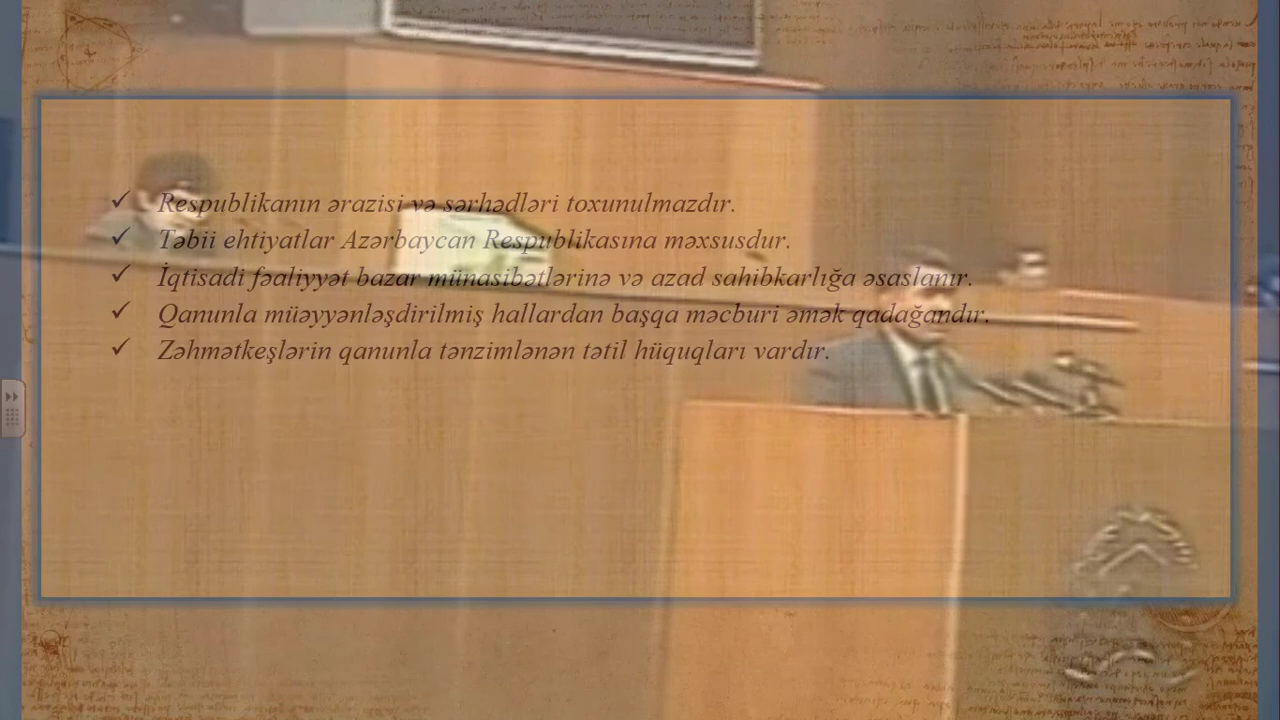 Respublikanın ərazisi və sərhədləri toxunulmazdır.
Təbii ehtiyatlar Azərbaycan Respublikasına məxsusdur.
İqtisadi fəaliyyət bazar münasibətlərinə və azad sahibkarlığa əsaslanır.
Qanunla müəyyənləşdirilmiş hallardan başqa məcburi əmək qadağandır.
Zəhmətkeşlərin qanunla tənzimlənən tətil hüquqları vardır.